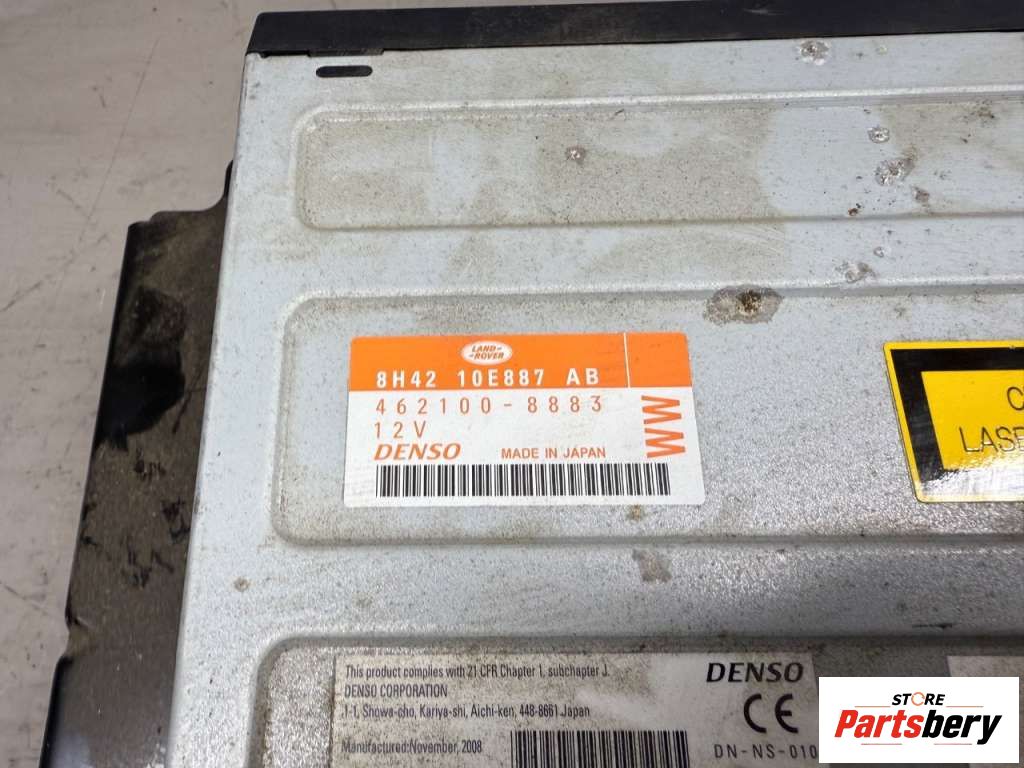 LAND-
-ROVER
8H42 10E887 AB
462100-8883
12V
WW
DENSO MADE IN JAPAN
LASE
This product complies with 21 CFR Chapter 1, subchapter J.
DENSO CORPORATION
1-1, Showa-cho, Kariya-shi, Aichi-ken, 448-8661 Japan
Manufactured:November, 2008
DENSO
CE
DN-NS-010
STORE
Partsbery